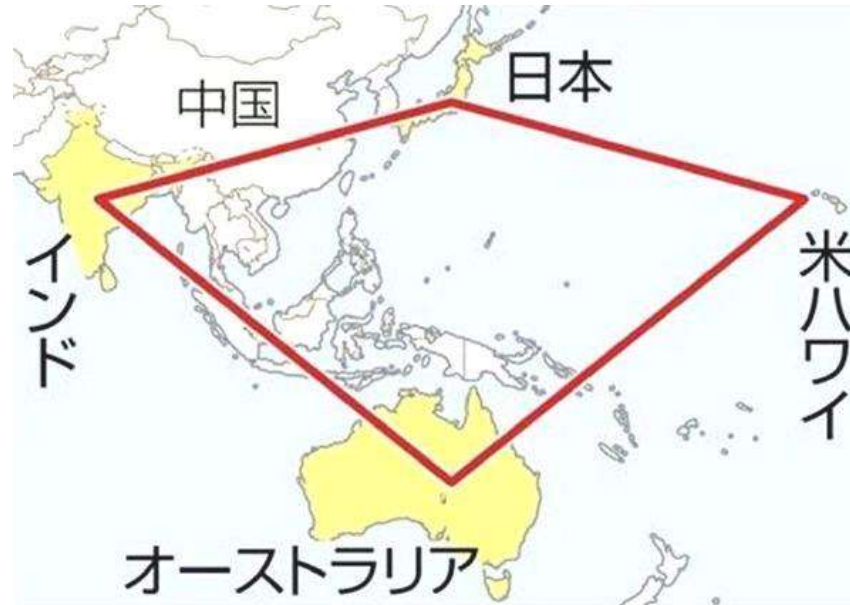 中国
日本
インド
米ハワイ
オーストラリア